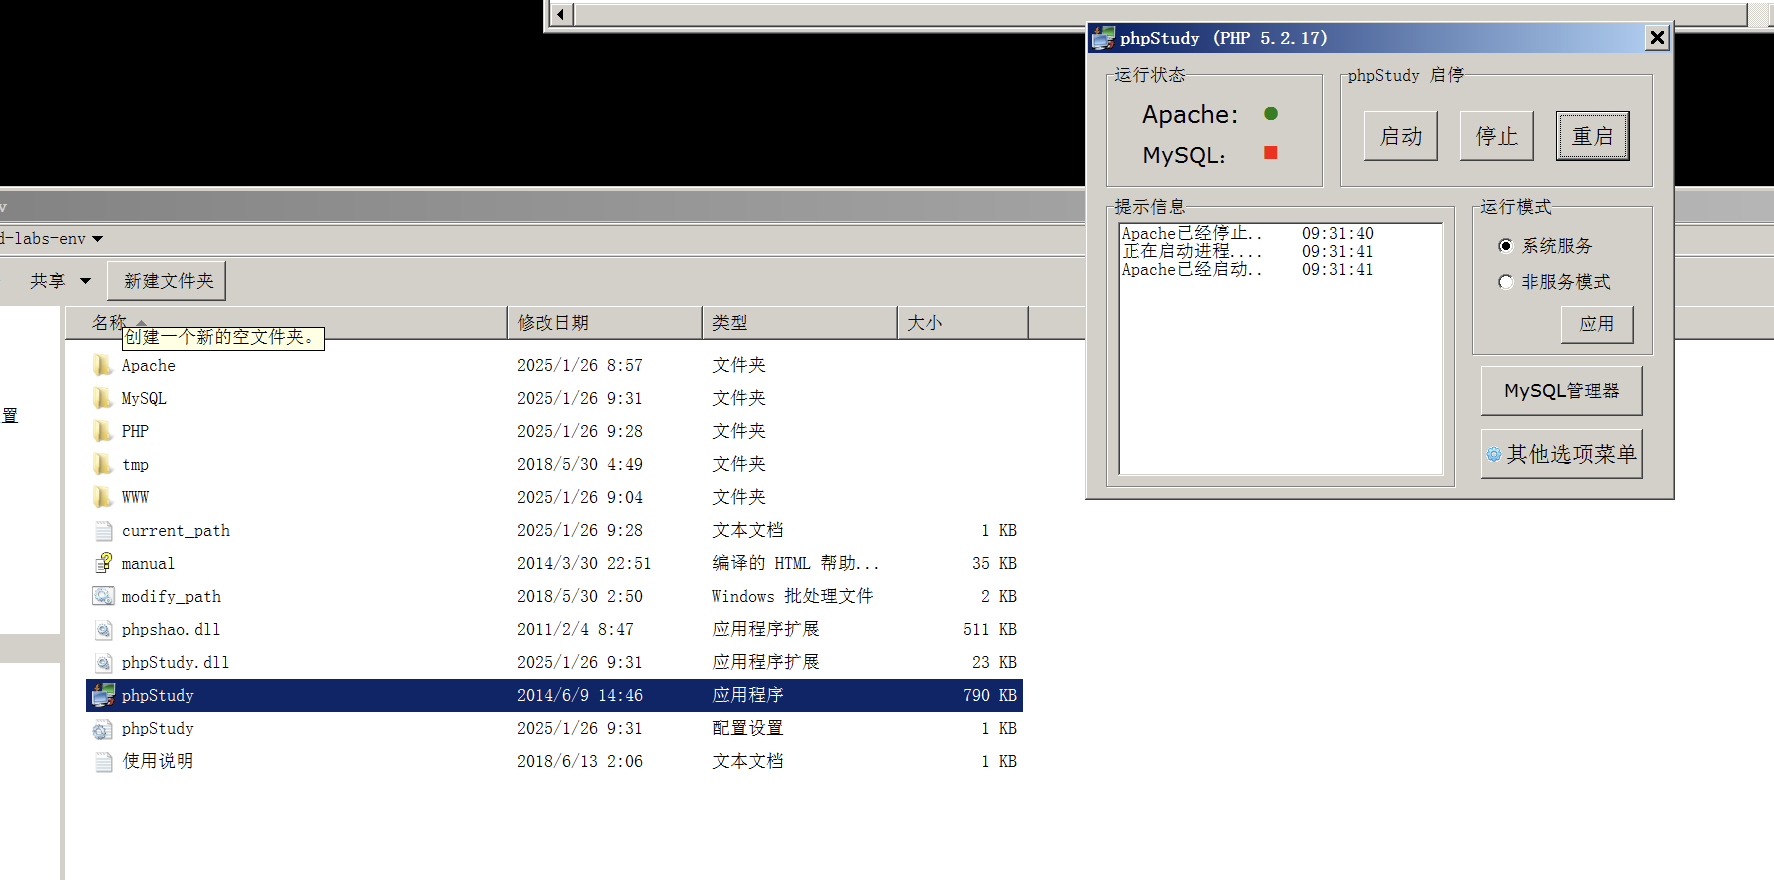 phpStudy (PHP 5.2.17)
运行状态
Apache:
MySQL:
phpStudy 启停
启动
停止
重启
提示信息
Apache已经停止.. 09:31:40
正在启动进程.... 09:31:41
Apache已经启动.. 09:31:41
运行模式
系统服务
非服务模式
应用
MySQL管理器
其他选项菜单
v
d-labs-env
共享
新建文件夹
名称 修改日期 类型 大小
创建一个新的空文件夹。
置
Apache 2025/1/26 8:57 文件夹
MySQL 2025/1/26 9:31 文件夹
PHP 2025/1/26 9:28 文件夹
tmp 2018/5/30 4:49 文件夹
WWW 2025/1/26 9:04 文件夹
current_path 2025/1/26 9:28 文本文档 1 KB
manual 2014/3/30 22:51 编译的 HTML 帮助... 35 KB
modify_path 2018/5/30 2:50 Windows 批处理文件 2 KB
phpshao.dll 2011/2/4 8:47 应用程序扩展 511 KB
phpStudy.dll 2025/1/26 9:31 应用程序扩展 23 KB
phpStudy 2014/6/9 14:46 应用程序 790 KB
phpStudy 2025/1/26 9:31 配置设置 1 KB
使用说明 2018/6/13 2:06 文本文档 1 KB